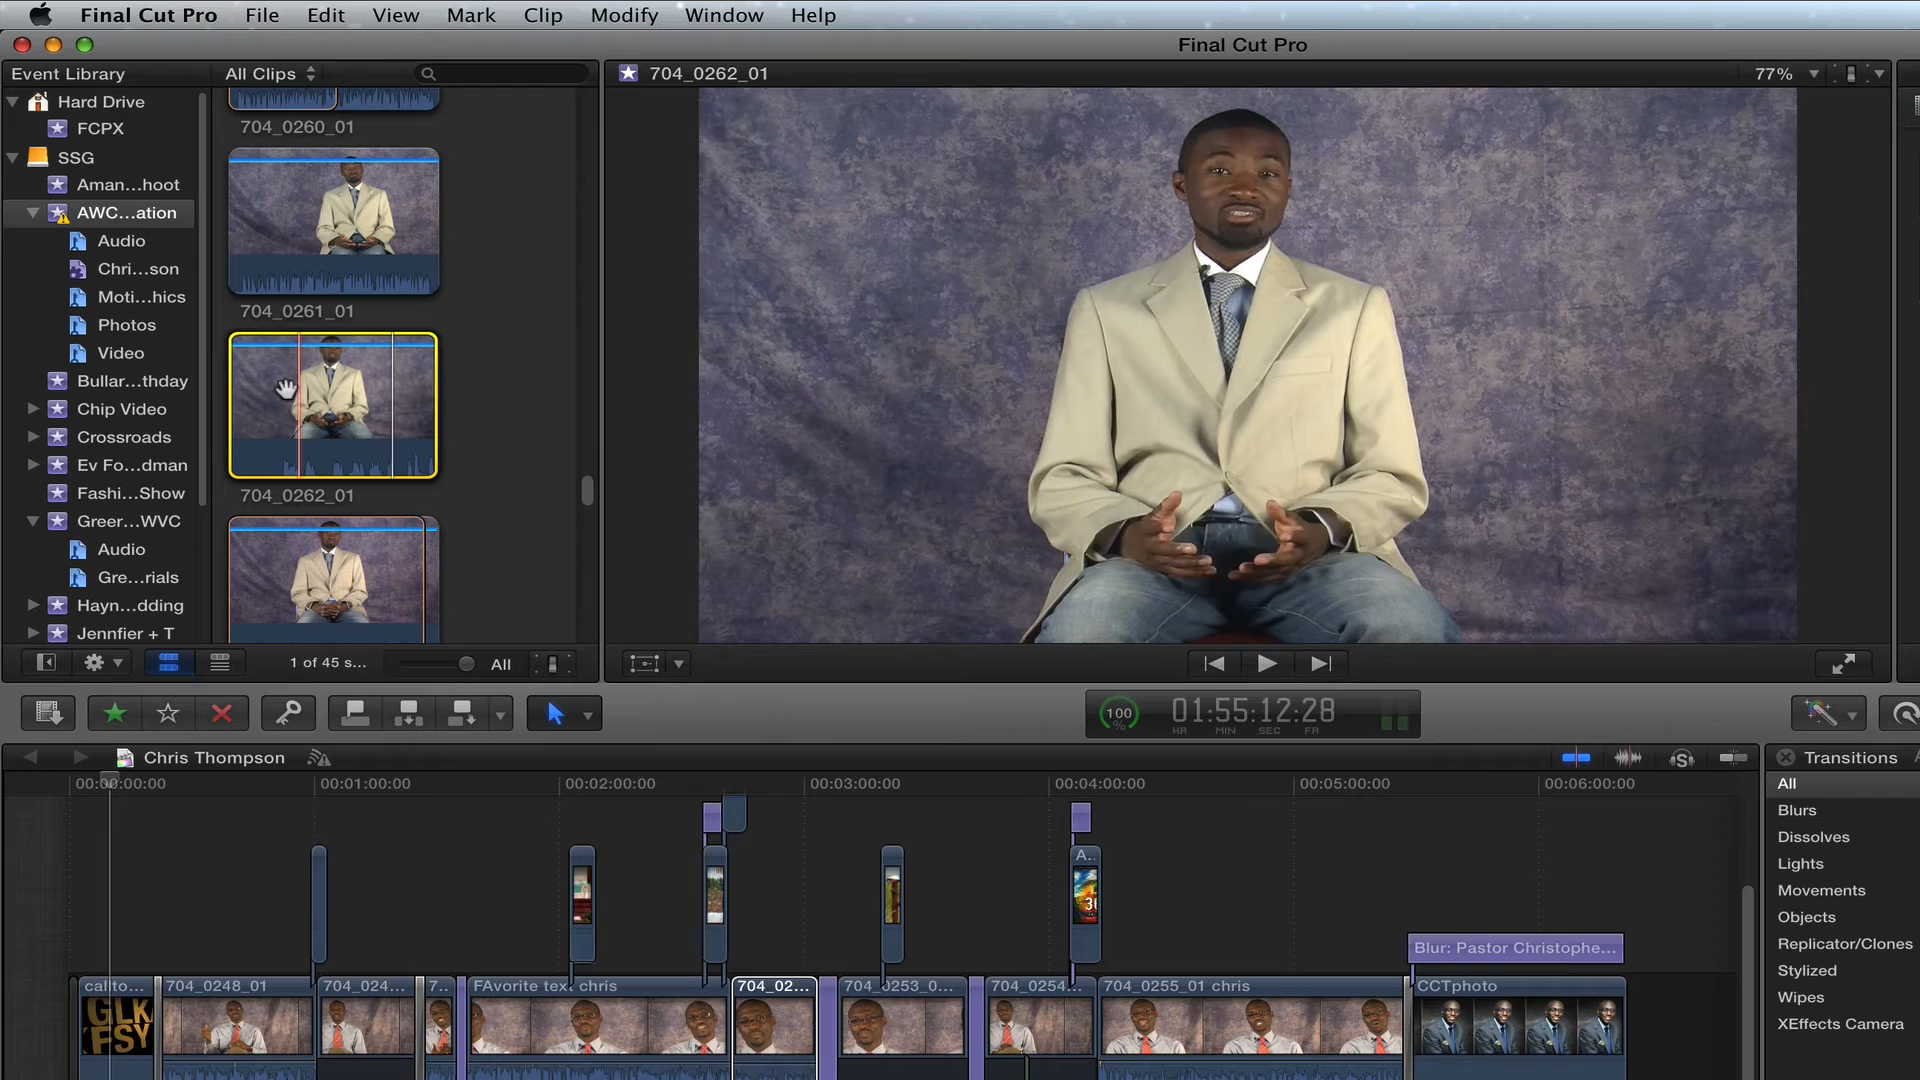 Final Cut Pro File Edit View Mark Clip Modify Window Help
Final Cut Pro
Event Library
All Clips
704_0262_01
77%
Hard Drive
FCPX
SSG
Aman...hoot
AWC...ation
Audio
Chri...son
Moti...hics
Photos
Video
Bullar...thday
Chip Video
Crossroads
Ev Fo...dman
Fashi...Show
Greer...WVC
Audio
Gre...rials
Hayn...dding
Jennfier + T
704_0260_01
704_0261_01
704_0262_01
1 of 45 s...
All
100
%
01:55:12:28
HR MIN SEC FA
Chris Thompson
00:00:00:00
00:01:00:00
00:02:00:00
00:03:00:00
00:04:00:00
00:05:00:00
00:06:00:00
A..
Blur: Pastor Christophe...
calito...
704_0248_01
704_024...
7..
FAvorite text chris
704_02...
704_0253_0...
704_0254...
704_0255_01 chris
CCTphoto
GLK
FSY
Transitions
All
Blurs
Dissolves
Lights
Movements
Objects
Replicator/Clones
Stylized
Wipes
XEffects Camera